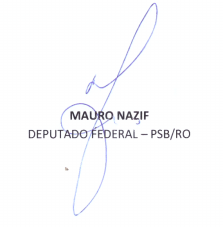 MAURO NAZIF
DEPUTADO FEDERAL – PSB/RO